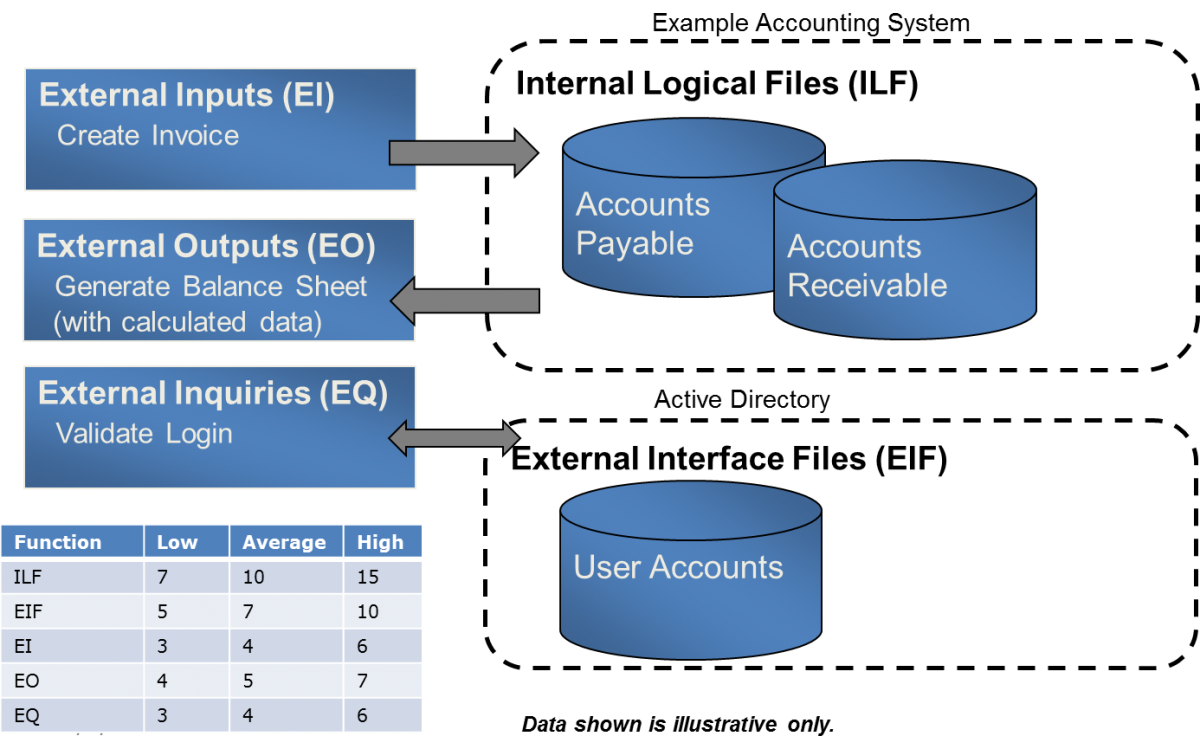 Example Accounting System
External Inputs (EI)
Create Invoice
Internal Logical Files (ILF)
Accounts
Payable
Accounts
Receivable
External Outputs (EO)
Generate Balance Sheet
(with calculated data)
External Inquiries (EQ)
Validate Login
Active Directory
External Interface Files (EIF)
User Accounts
Function Low Average High
ILF 7 10 15
EIF 5 7 10
EI 3 4 6
EO 4 5 7
EQ 3 4 6
Data shown is illustrative only.